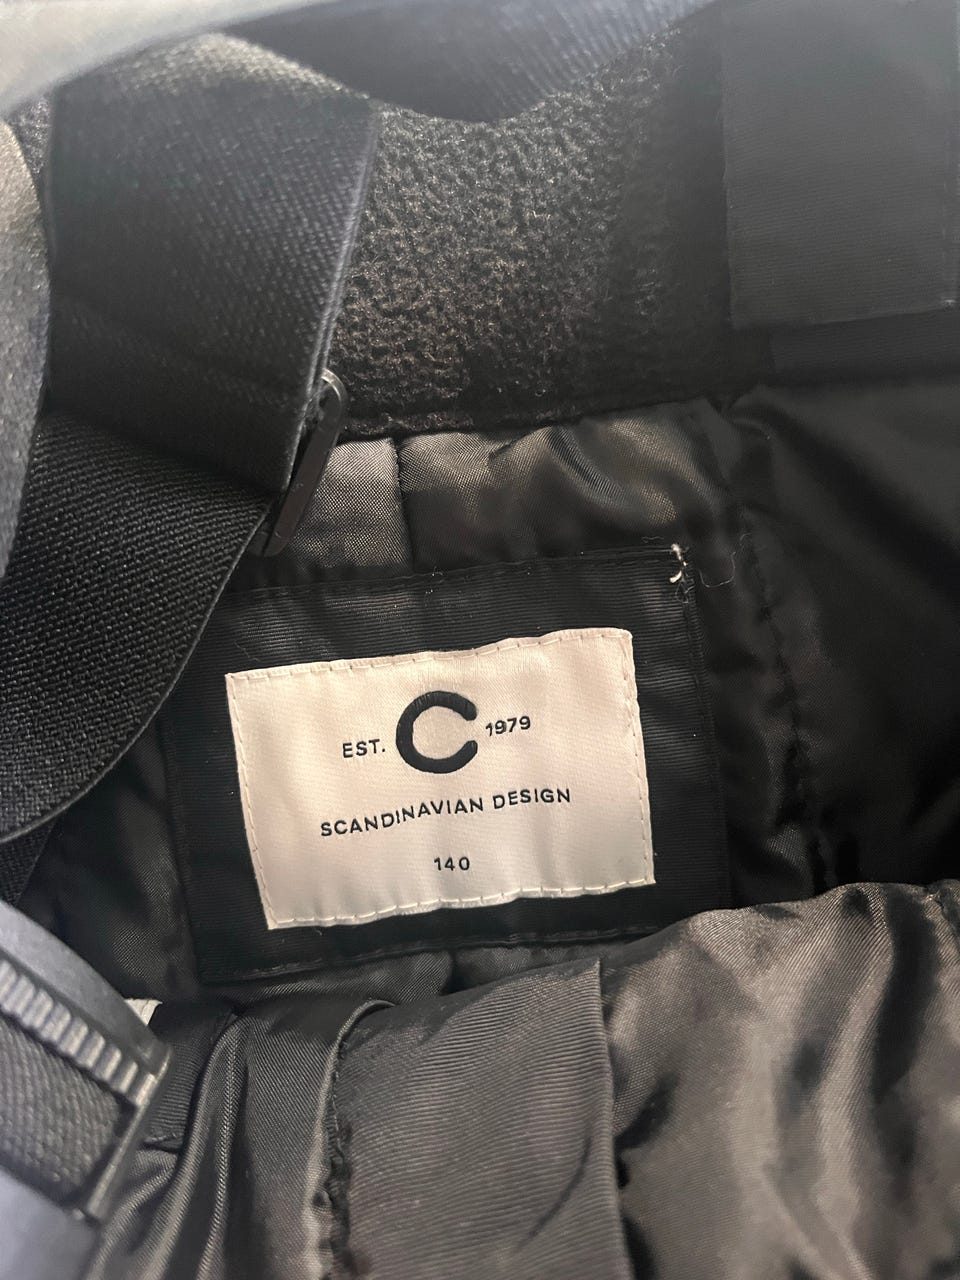 EST. C 1979
SCANDINAVIAN DESIGN
140